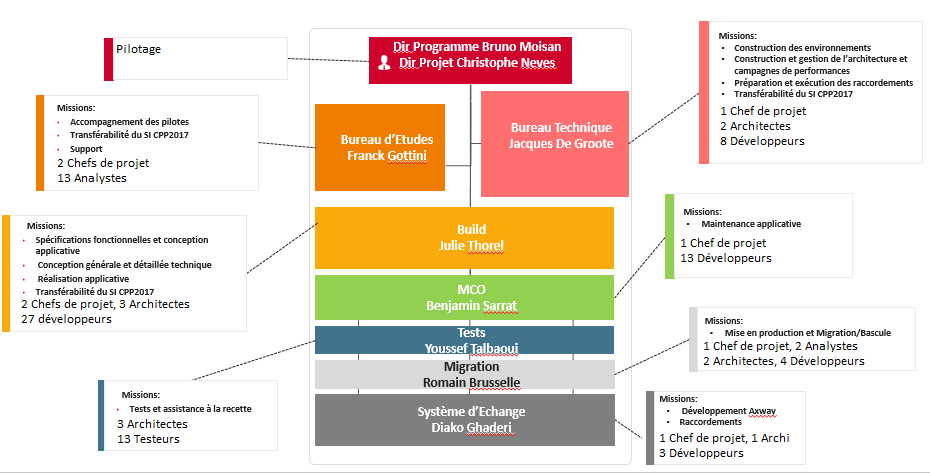 Pilotage
Dir Programme Bruno Moisan
Dir Projet Christophe Neves
Missions:
• Construction des environnements
• Construction et gestion de l'architecture et
campagnes de performances
• Préparation et exécution des raccordements
• Transférabilité du SI CPP2017
1 Chef de projet
2 Architectes
8 Développeurs
Missions:
• Accompagnement des pilotes
• Transférabilité du SI CPP2017
• Support
2 Chefs de projet
13 Analystes
Bureau d'Etudes
Franck Gottini
Bureau Technique
Jacques De Groote
Missions:
• Spécifications fonctionnelles et conception
applicative
• Conception générale et détaillée technique
• Réalisation applicative
• Transférabilité du SI CPP2017
2 Chefs de projet, 3 Architectes
27 développeurs
Build
Julie Thorel
Missions:
• Maintenance applicative
1 Chef de projet
13 Développeurs
MCO
Benjamin Sarrat
Tests
Youssef Talbaoui
Missions:
• Mise en production et Migration/Bascule
1 Chef de projet, 2 Analystes
2 Architectes, 4 Développeurs
Migration
Romain Brusselle
Missions:
• Tests et assistance à la recette
3 Architectes
13 Testeurs
Système d'Echange
Diako Ghaderi
Missions:
• Développement Axway
• Raccordements
1 Chef de projet, 1 Archi
3 Développeurs